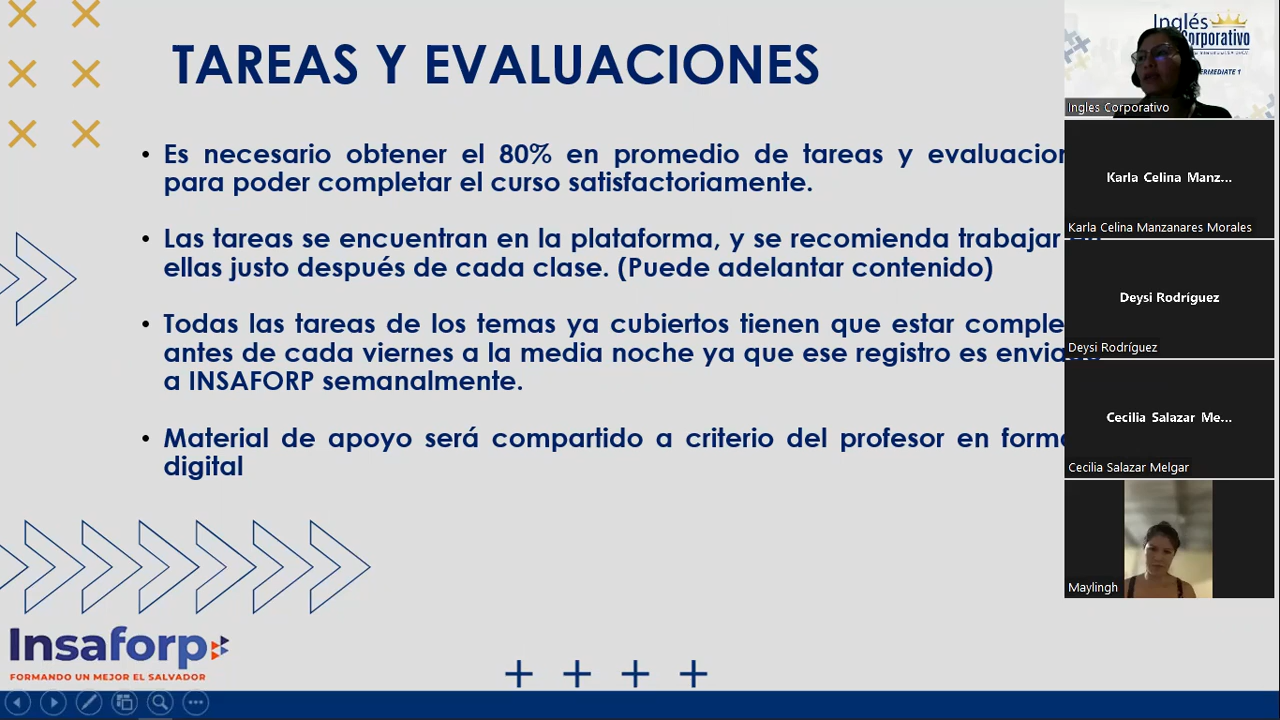 TAREAS Y EVALUACIONES
• Es necesario obtener el 80% en promedio de tareas y evaluacion
para poder completar el curso satisfactoriamente.
• Las tareas se encuentran en la plataforma, y se recomienda trabajar
ellas justo después de cada clase. (Puede adelantar contenido)
• Todas las tareas de los temas ya cubiertos tienen que estar comple
antes de cada viernes a la media noche ya que ese registro es envia
a INSAFORP semanalmente.
• Material de apoyo será compartido a criterio del profesor en forma
digital
Insaforp
FORMANDO UN MEJOR EL SALVADOR
Inglés
Corporativo
Ingles Corporativo
Karla Celina Manz...
Karla Celina Manzanares Morales
Deysi Rodríguez
Deysi Rodríguez
Cecilia Salazar Me...
Cecilia Salazar Melgar
Maylingh